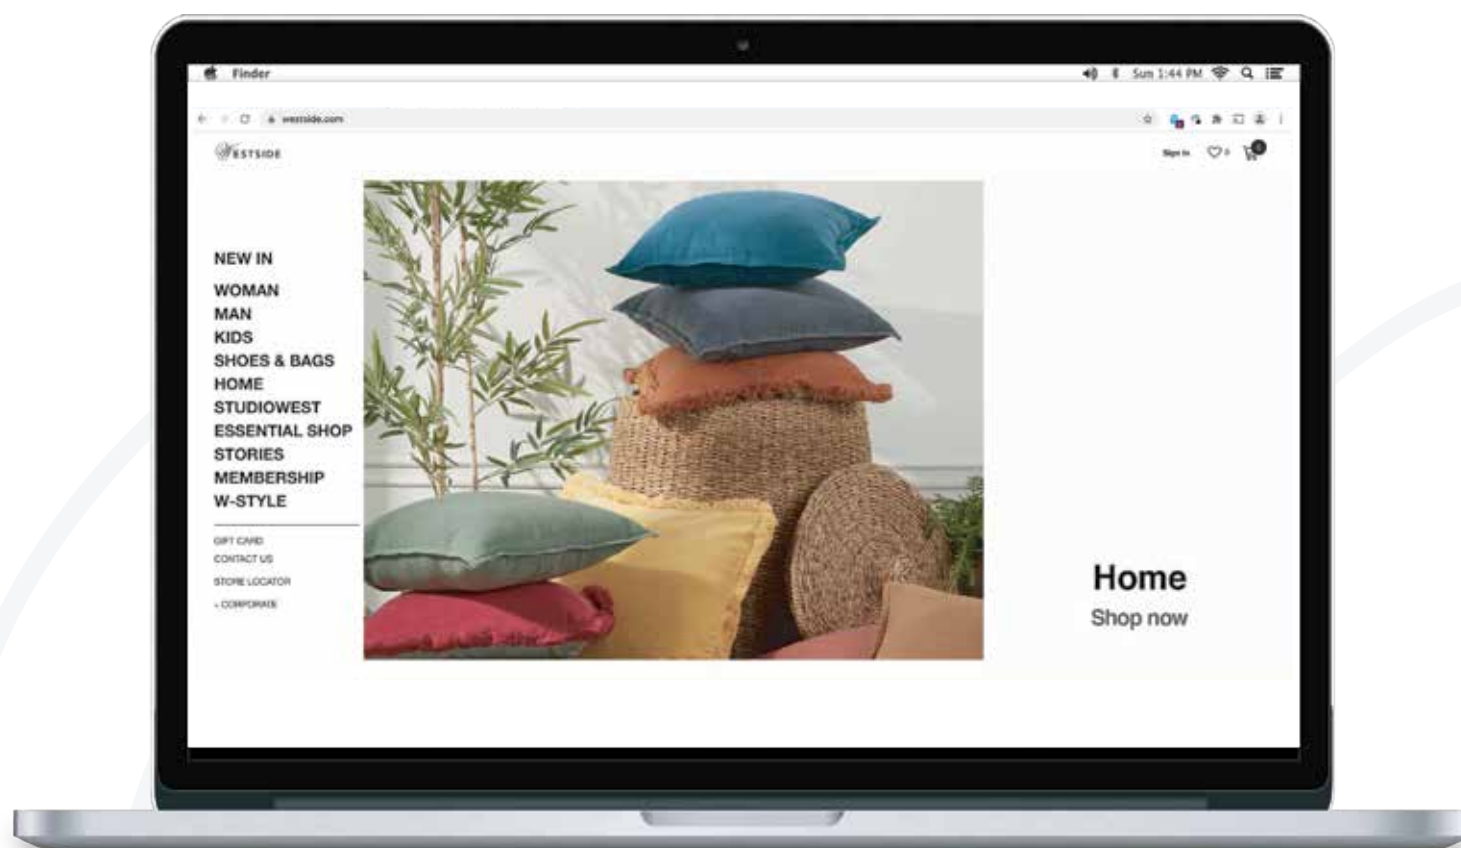 Finder
Sun 1:44 PM
westside.com
WESTSIDE
Sign In
0
NEW IN
WOMAN
MAN
KIDS
SHOES & BAGS
HOME
STUDIOWEST
ESSENTIAL SHOP
STORIES
MEMBERSHIP
W-STYLE
GIFT CARD
CONTACT US
STORE LOCATOR
+ CORPORATE
Home
Shop now